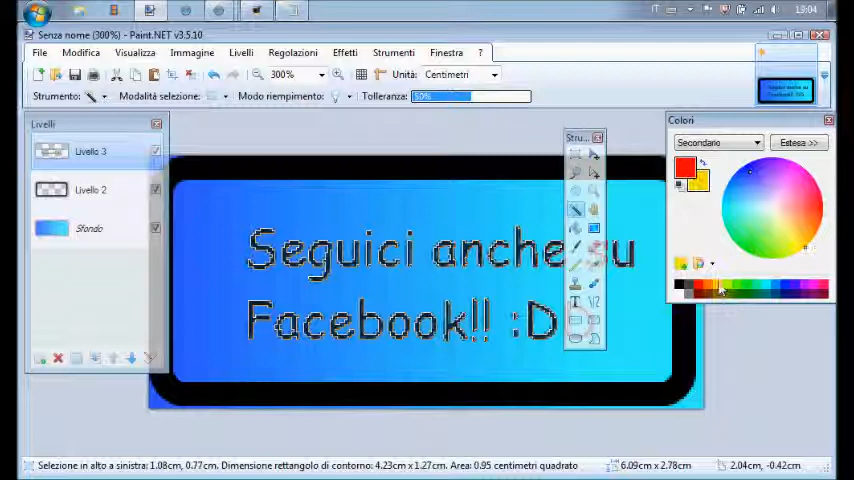 IT
19:04
Senza nome (300%) - Paint.NET v3.5.10
File Modifica Visualizza Immagine Livelli Regolazioni Effetti Strumenti Finestra ?
300% Unità: Centimetri
Strumento: Modalità selezione: Modo riempimento: Tolleranza: 50%
Livelli
Livello 3
Livello 2
Sfondo
Stru...
Colori
Secondario Estesa >>
Seguici anche su
Facebook!! :D
Selezione in alto a sinistra: 1.08cm, 0.77cm. Dimensione rettangolo di contorno: 4.23cm x 1.27cm. Area: 0.95 centimetri quadrato 6.09cm x 2.78cm 2.04cm, -0.42cm